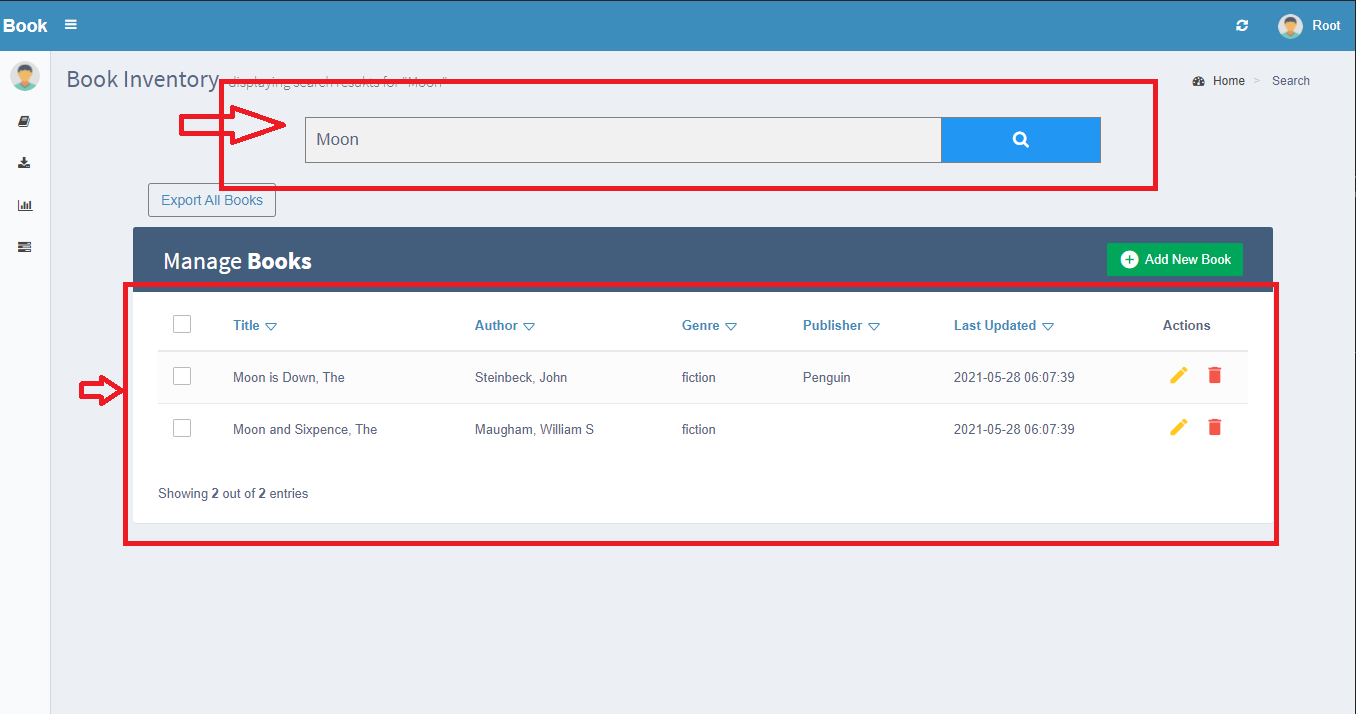 Book
Root
Book Inventory displaying search resukts for "Moon"
Home > Search
Moon
Export All Books
Manage Books
Add New Book
Title Author Genre Publisher Last Updated Actions
Moon is Down, The Steinbeck, John fiction Penguin 2021-05-28 06:07:39
Moon and Sixpence, The Maugham, William S fiction 2021-05-28 06:07:39
Showing 2 out of 2 entries